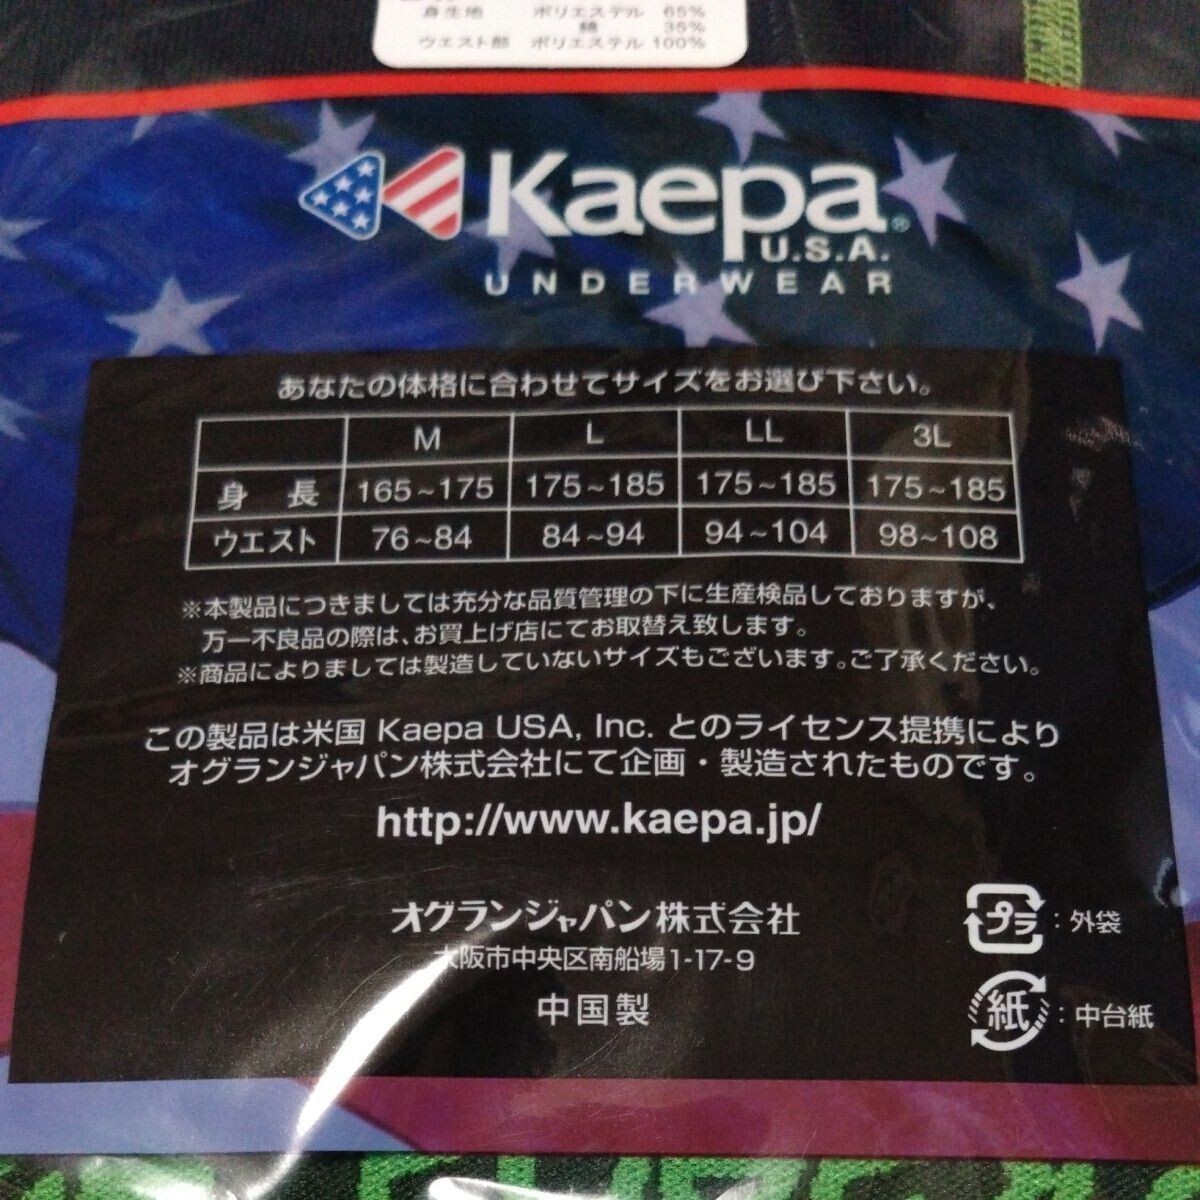 身生地 ポリエステル 65%
綿 35%
ウエスト部 ポリエステル 100%
Kaepa®
U.S.A.
UNDERWEAR
あなたの体格に合わせてサイズをお選び下さい。
M L LL 3L
身長 165~175 175~185 175~185 175~185
ウエスト 76~84 84~94 94~104 98~108
※本製品につきましては充分な品質管理の下に生産検品しておりますが、
万一不良品の際は、お買上げ店にてお取替え致します。
※商品によりましては製造していないサイズもございます。ご了承ください。
この製品は米国 Kaepa USA, Inc. とのライセンス提携により
オグランジャパン株式会社にて企画・製造されたものです。
http://www.kaepa.jp/
オグランジャパン株式会社
大阪市中央区南船場1-17-9
中国製
プラ:外袋
紙:中台紙